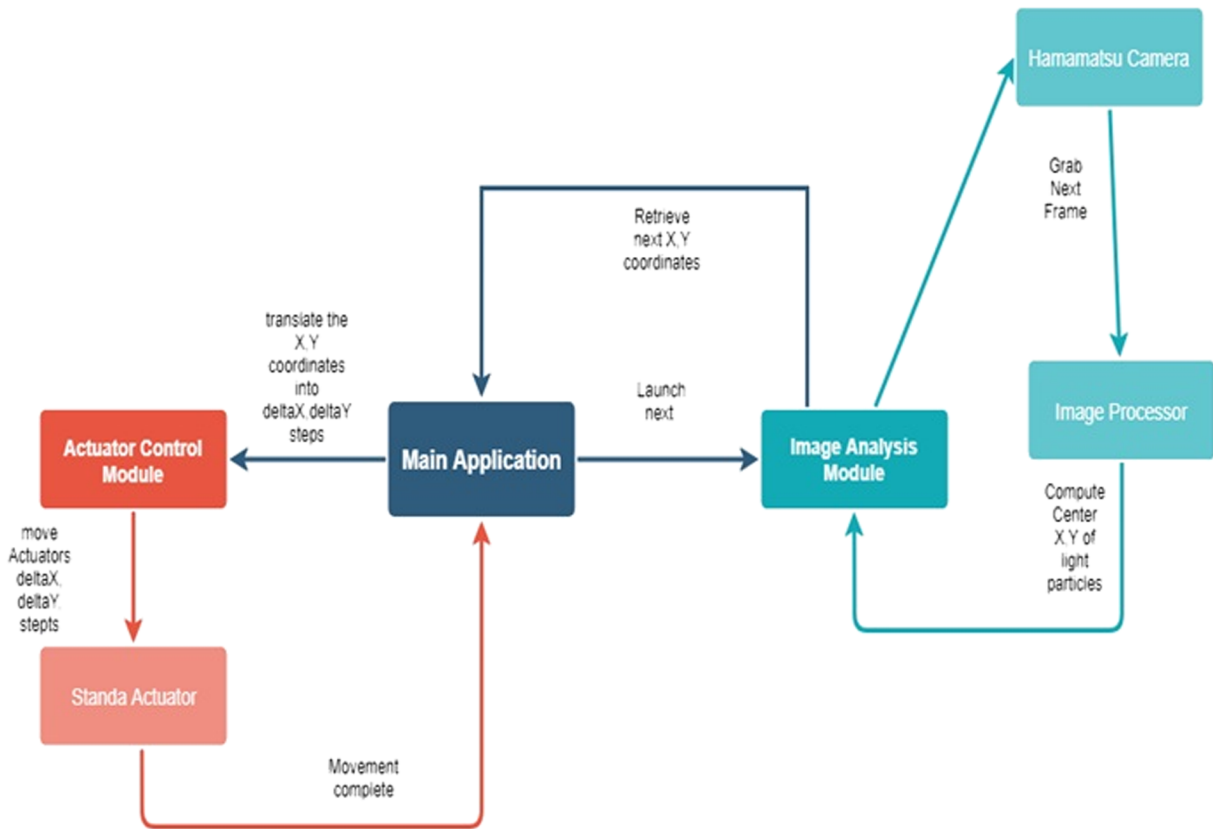 Hamamatsu Camera
Grab
Next
Frame
Retrieve
next X,Y
coordinates
translate the
X,Y
coordinates
into
deltaX,deltaY
steps
Launch
next
Image Processor
Actuator Control
Module
Main Application
Image Analysis
Module
Compute
Center
X,Y of
light
particles
move
Actuators
deltaX,
deltaY,
stepts
Standa Actuator
Movement
complete